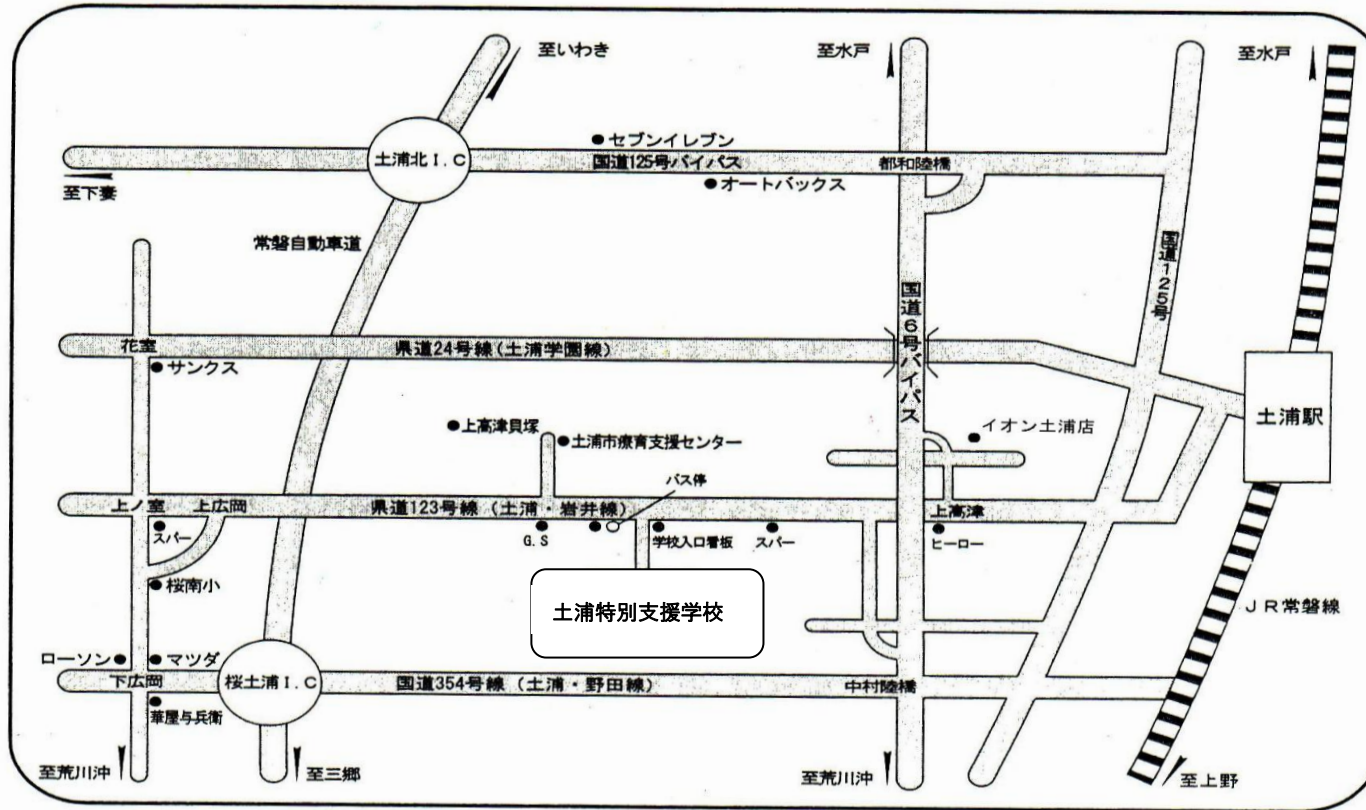 至いわき
至水戸
至水戸
セブンイレブン
土浦北I.C
国道125号バイパス
都和陸橋
オートバックス
至下妻
常磐自動車道
国道125号
国道6号バイパス
花室
県道24号線(土浦学園線)
サンクス
土浦駅
上高津貝塚
土浦市療育支援センター
イオン土浦店
バス停
上ノ室
上広岡
県道123号線(土浦・岩井線)
上高津
スパー
G.S
学校入口看板
スパー
ヒーロー
桜南小
土浦特別支援学校
JR常磐線
ローソン
マツダ
下広岡
桜土浦I.C
国道354号線(土浦・野田線)
中村陸橋
華屋与兵衛
至荒川沖
至三郷
至荒川沖
至上野